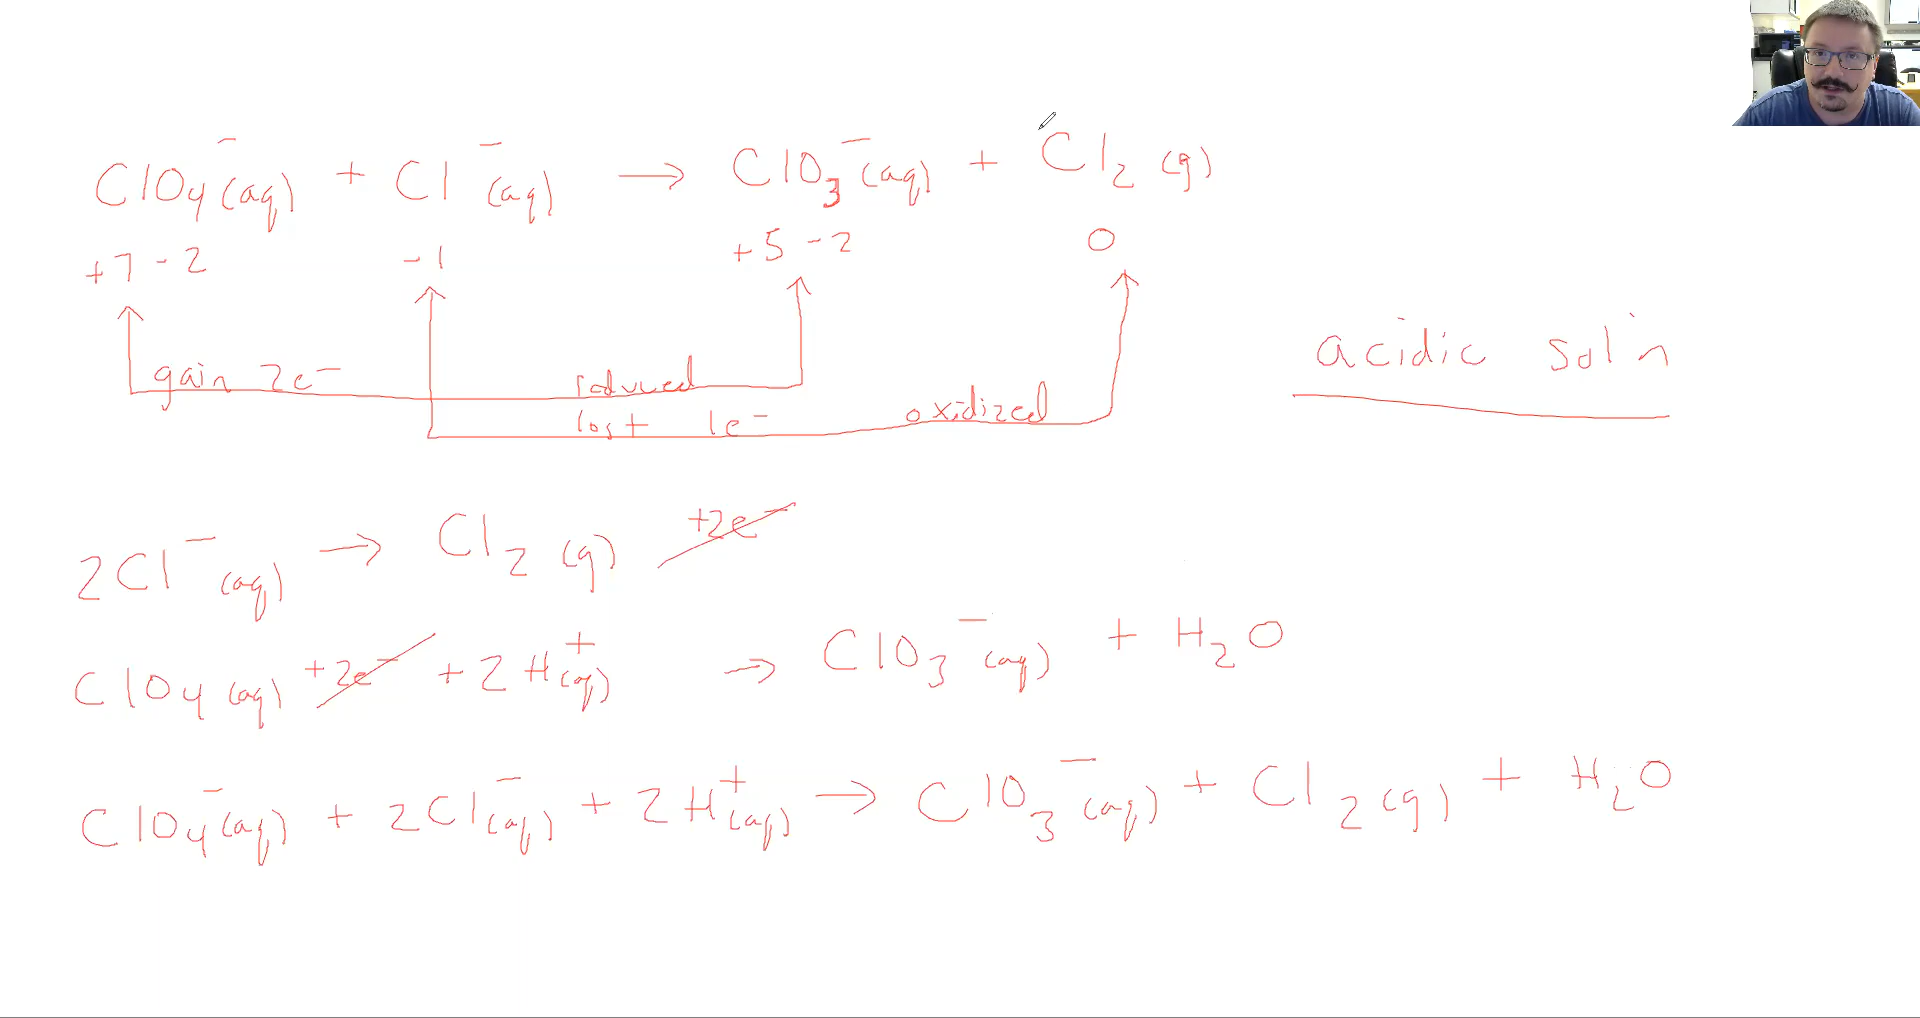 ClO₄⁻(aq) + Cl⁻(aq) → ClO₃⁻(aq) + Cl₂(g)
+7 -2 -1 +5 -2 0
acidic sol'n
gain 2e⁻ reduced
lost 1e⁻ oxidized
2Cl⁻(aq) → Cl₂(g) +2e⁻
ClO₄(aq) +2e⁻ + 2H⁺(aq) → ClO₃⁻(aq) + H₂O
ClO₄⁻(aq) + 2Cl⁻(aq) + 2H⁺(aq) → ClO₃⁻(aq) + Cl₂(g) + H₂O